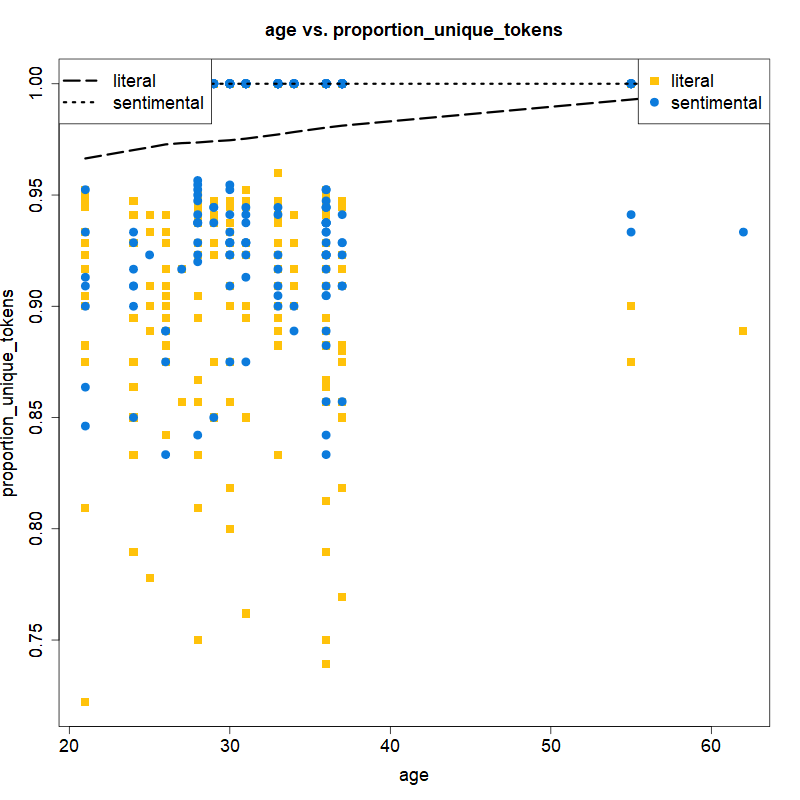 age vs. proportion_unique_tokens
literal
sentimental
literal
sentimental
proportion_unique_tokens
1.00
0.95
0.90
0.85
0.80
0.75
20 30 40 50 60
age